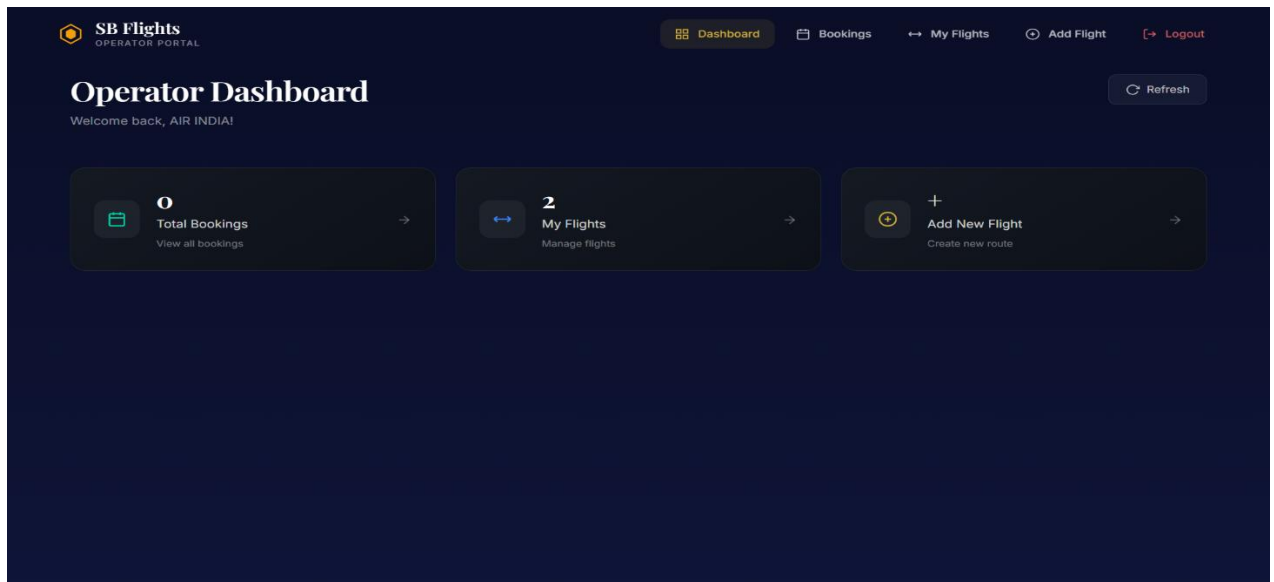 SB Flights
OPERATOR PORTAL
Dashboard
Bookings
My Flights
Add Flight
Logout
Operator Dashboard
Refresh
Welcome back, AIR INDIA!
0
Total Bookings
View all bookings
2
My Flights
Manage flights
+
Add New Flight
Create new route